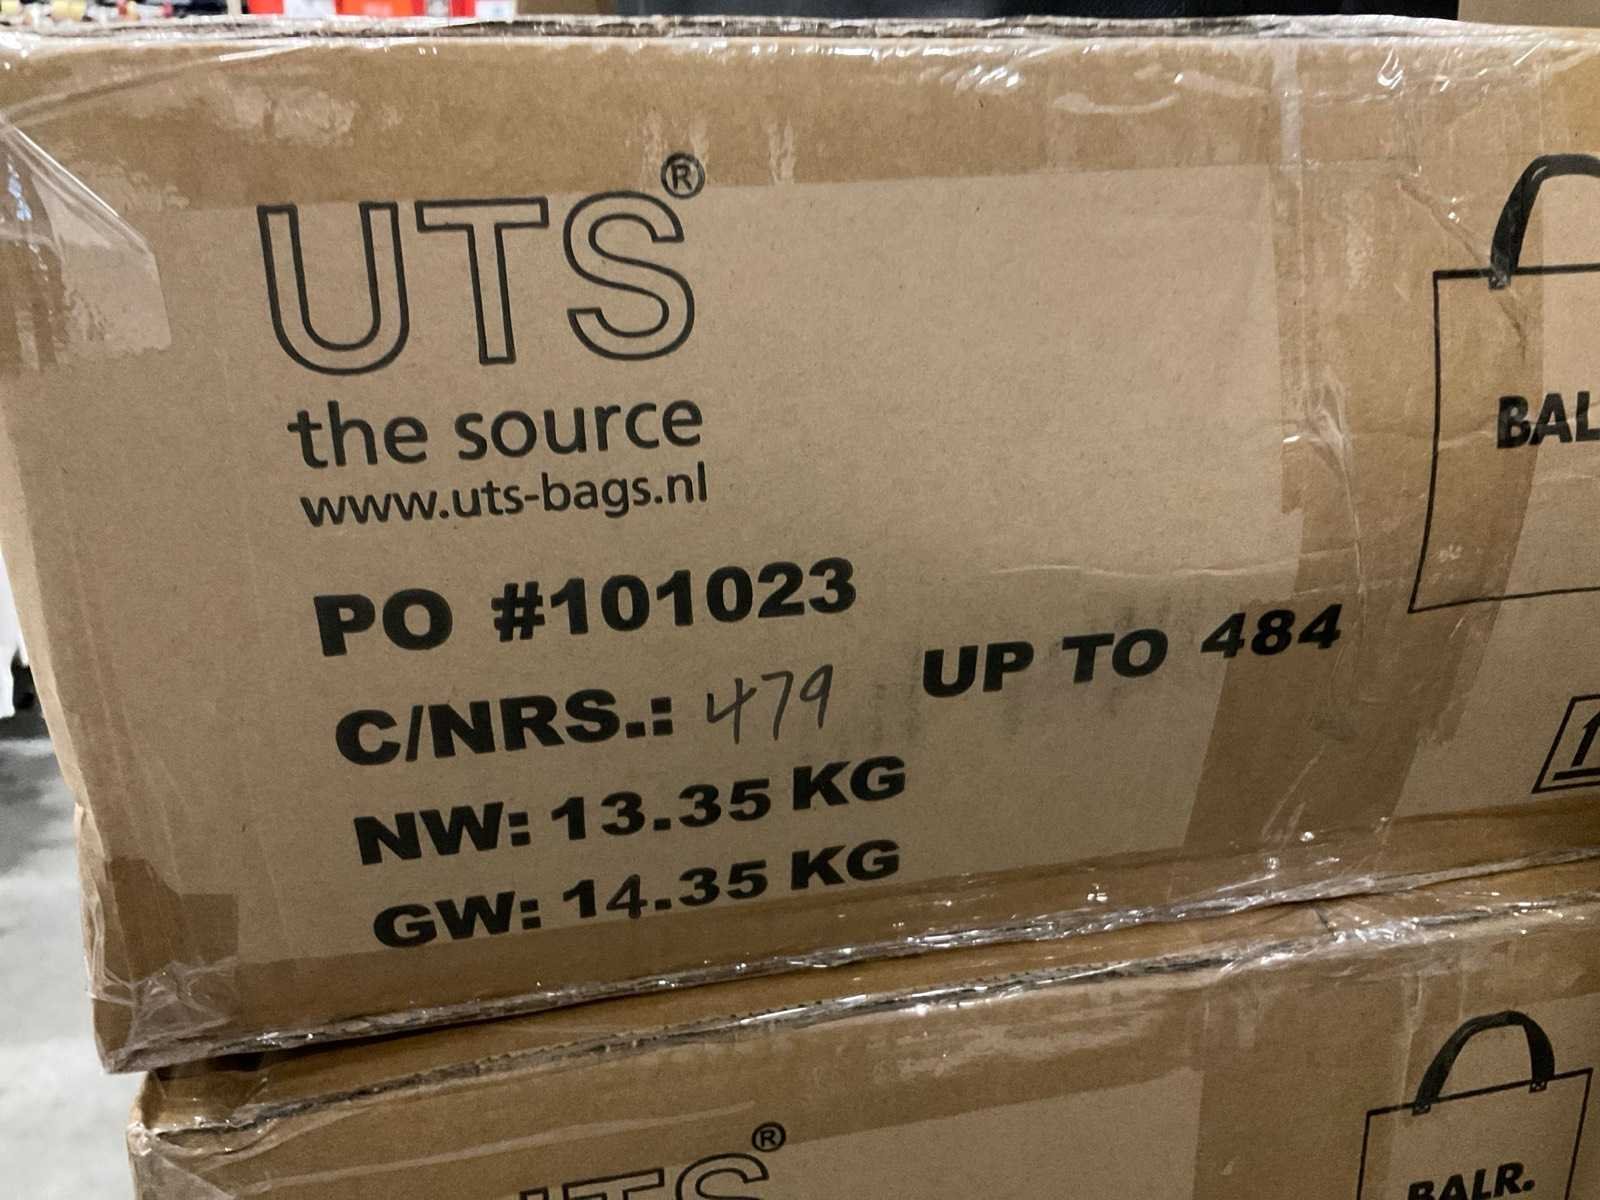 UTS®
the source
www.uts-bags.nl
PO #101023
C/NRS.: 479 UP TO 484
NW: 13.35 KG
GW: 14.35 KG
BAL
UTS®
BALR.